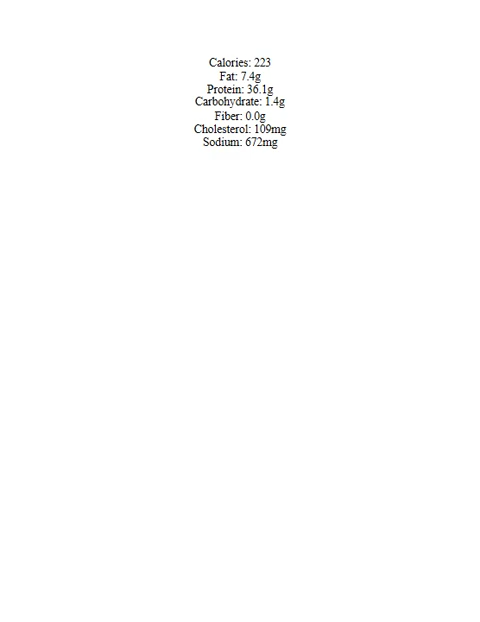 Calories: 223
Fat: 7.4g
Protein: 36.1g
Carbohydrate: 1.4g
Fiber: 0.0g
Cholesterol: 109mg
Sodium: 672mg